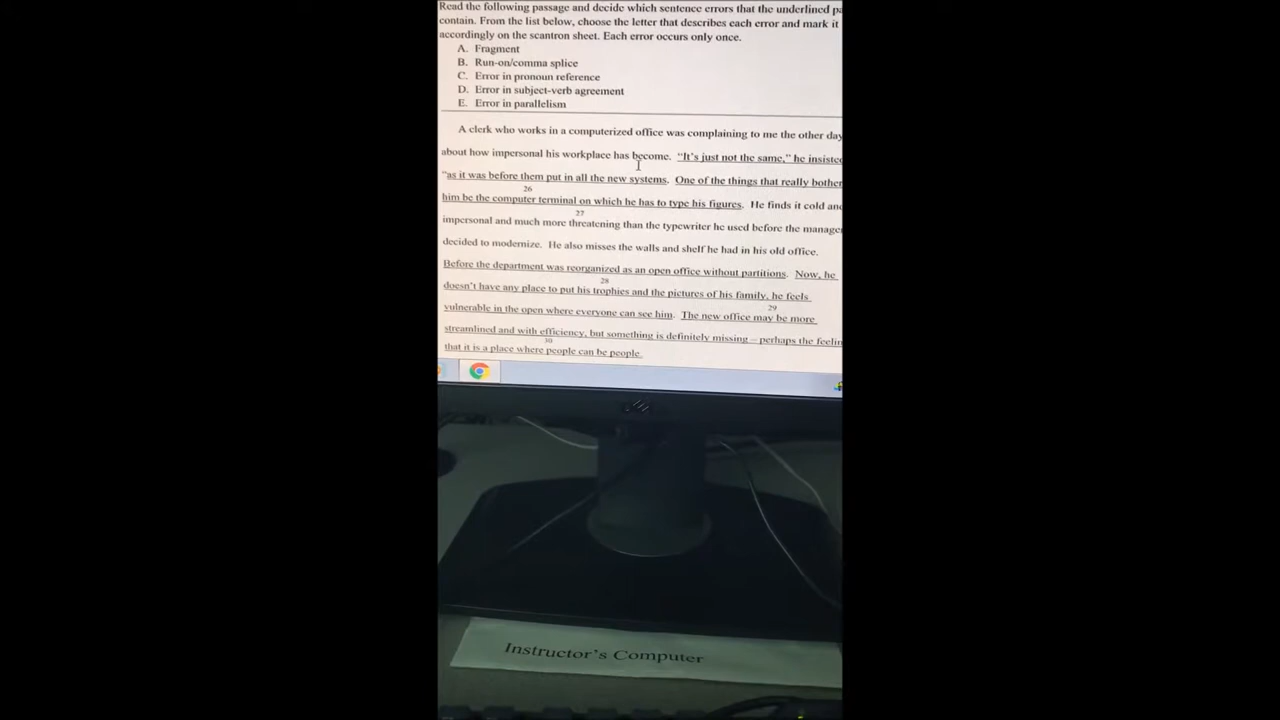 Read the following passage and decide which sentence errors that the underlined
contain. From the list below, choose the letter that describes each error and mark it
accordingly on the scantron sheet. Each error occurs only once.
A. Fragment
B. Run-on/comma splice
C. Error in pronoun reference
D. Error in subject-verb agreement
E. Error in parallelism
A clerk who works in a computerized office was complaining to me the other day
about how impersonal his workplace has become. "It's just not the same," he
"as it was before them put in all the new systems. One of the things that really
26
him be the computer terminal on which he has to type his figures. He finds it cold
27
impersonal and much more threatening than the typewriter he used before the
decided to modernize. He also misses the walls and shelf he had in his old office.
Before the department was reorganized as an open office without partitions. Now, he
28
doesn't have any place to put his trophies and the pictures of his family, he feels
29
vulnerable in the open where everyone can see him. The new office may be more
streamlined and with efficiency, but something is definitely missing – perhaps the
30
that it is a place where people can be people.
Instructor's Computer